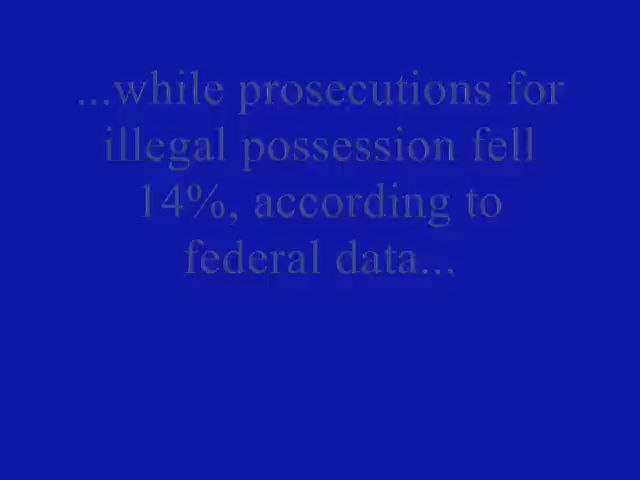 ...while prosecutions for
illegal possession fell
14%, according to
federal data...